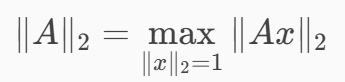 ‖A‖₂ = max ‖Ax‖₂
‖x‖₂=1